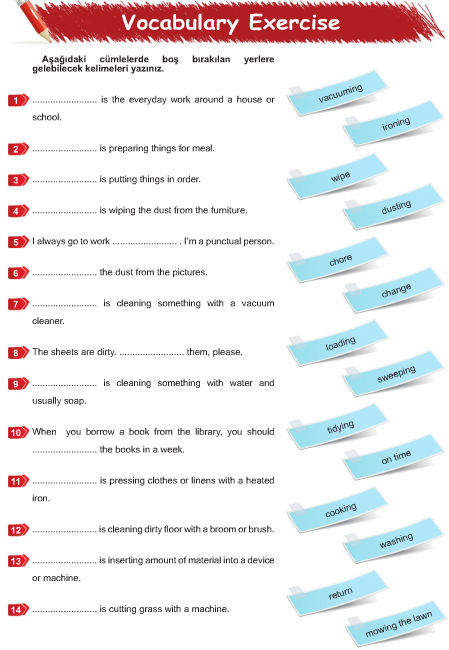 Vocabulary Exercise
Aşağıdaki cümlelerde boş bırakılan yerlere
gelebilecek kelimeleri yazınız.
1 .......................... is the everyday work around a house or
school.
2 .......................... is preparing things for meal.
3 .......................... is putting things in order.
4 .......................... is wiping the dust from the furniture.
5 I always go to work .......................... . I'm a punctual person.
6 .......................... the dust from the pictures.
7 .......................... is cleaning something with a vacuum
cleaner.
8 The sheets are dirty. .......................... them, please.
9 .......................... is cleaning something with water and
usually soap.
10 When you borrow a book from the library, you should
.......................... the books in a week.
11 .......................... is pressing clothes or linens with a heated
iron.
12 .......................... is cleaning dirty floor with a broom or brush.
13 .......................... is inserting amount of material into a device
or machine.
14 .......................... is cutting grass with a machine.
vacuuming
ironing
wipe
dusting
chore
change
loading
sweeping
tidying
on time
cooking
washing
return
mowing the lawn